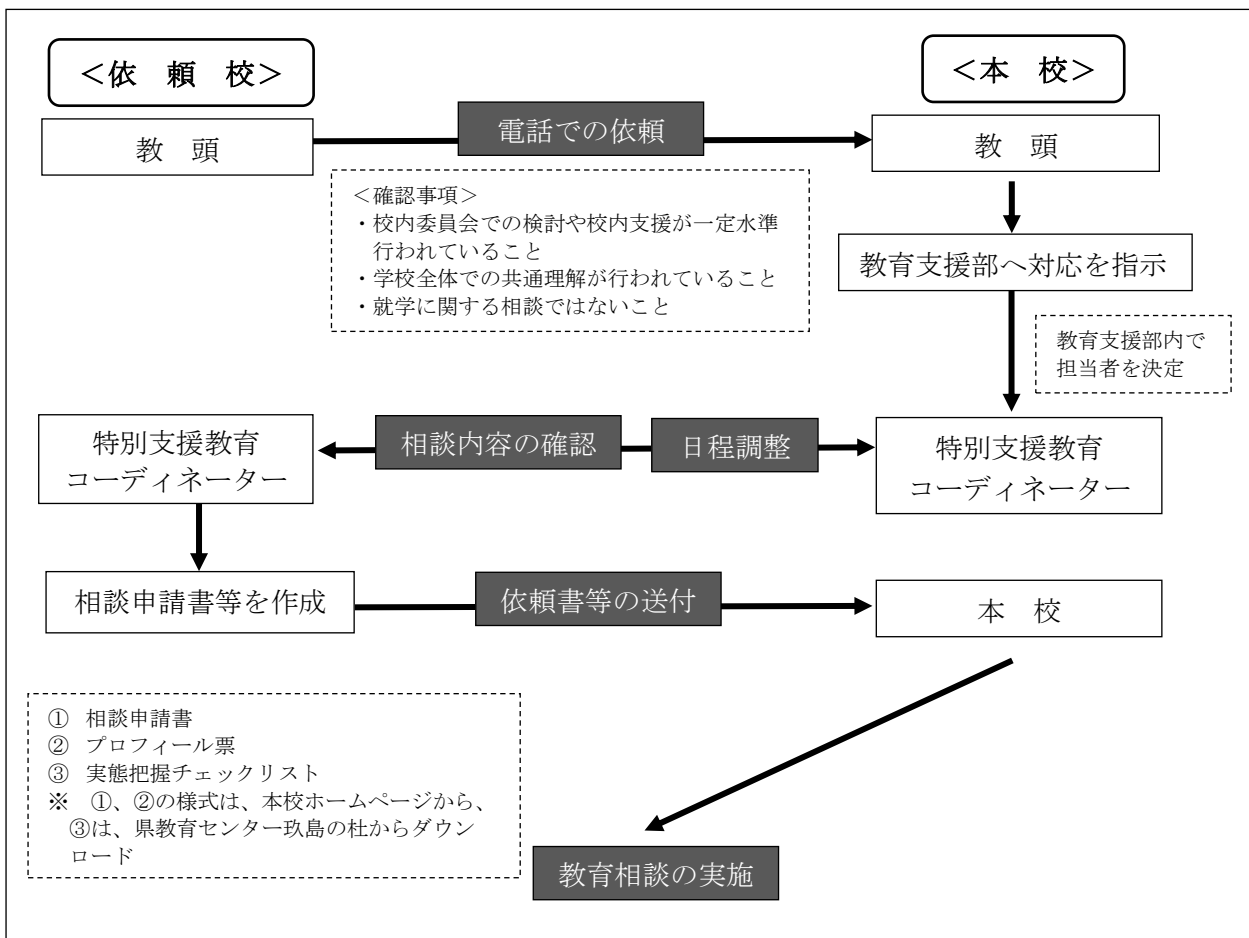 ＜依　頼　校＞
＜本　校＞
教　頭
電話での依頼
教　頭
＜確認事項＞
・校内委員会での検討や校内支援が一定水準
行われていること
・学校全体での共通理解が行われていること
・就学に関する相談ではないこと
教育支援部へ対応を指示
教育支援部内で
担当者を決定
特別支援教育
コーディネーター
相談内容の確認
日程調整
特別支援教育
コーディネーター
相談申請書等を作成
依頼書等の送付
本　校
①　相談申請書
②　プロフィール票
③　実態把握チェックリスト
※　①、②の様式は、本校ホームページから、
③は、県教育センター玖島の杜からダウン
ロード
教育相談の実施